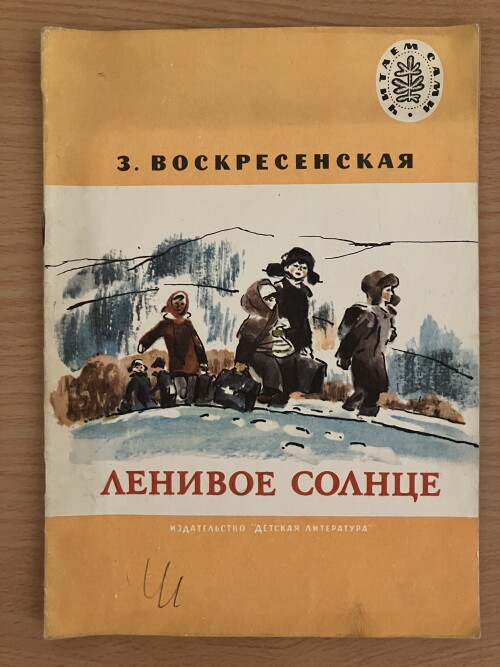 ЧИТАЕМ САМИ •
З. ВОСКРЕСЕНСКАЯ
ЛЕНИВОЕ СОЛНЦЕ
ИЗДАТЕЛЬСТВО "ДЕТСКАЯ ЛИТЕРАТУРА"